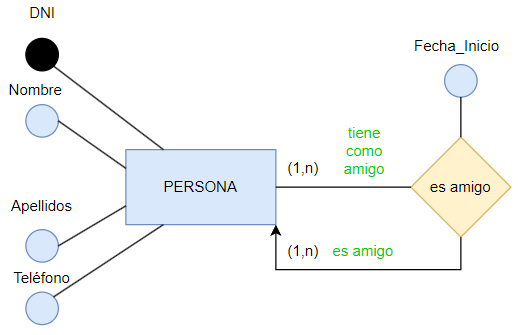 DNI
Nombre
Apellidos
Teléfono
PERSONA
(1,n)
tiene
como
amigo
(1,n)
es amigo
Fecha_Inicio
es amigo